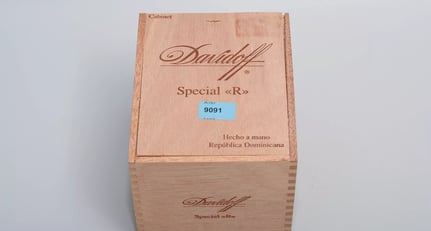 Cabinet
Davidoff
®
Special «R»
9091
Hecho a mano
República Dominicana
Davidoff
Special «R»